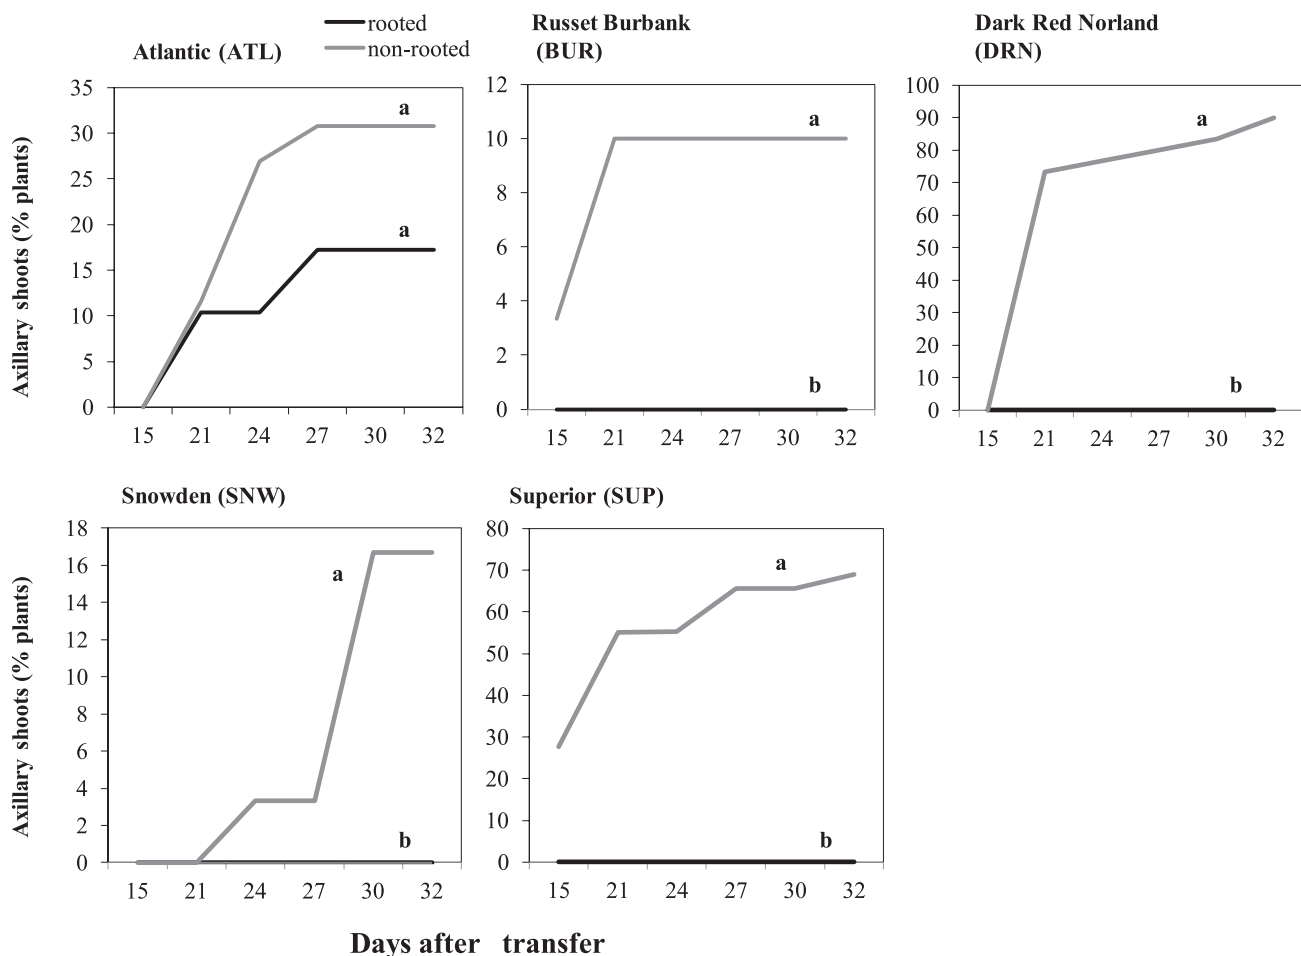 rooted
non-rooted
Atlantic (ATL)
Russet Burbank
(BUR)
Dark Red Norland
(DRN)
Axillary shoots (% plants)
35
30
25
20
15
10
5
0
a
a
15 21 24 27 30 32
12
10
8
6
4
2
0
a
b
15 21 24 27 30 32
100
90
80
70
60
50
40
30
20
10
0
a
b
15 21 24 27 30 32
Snowden (SNW)
Superior (SUP)
Axillary shoots (% plants)
18
16
14
12
10
8
6
4
2
0
a
b
15 21 24 27 30 32
80
70
60
50
40
30
20
10
0
a
b
15 21 24 27 30 32
Days after transfer